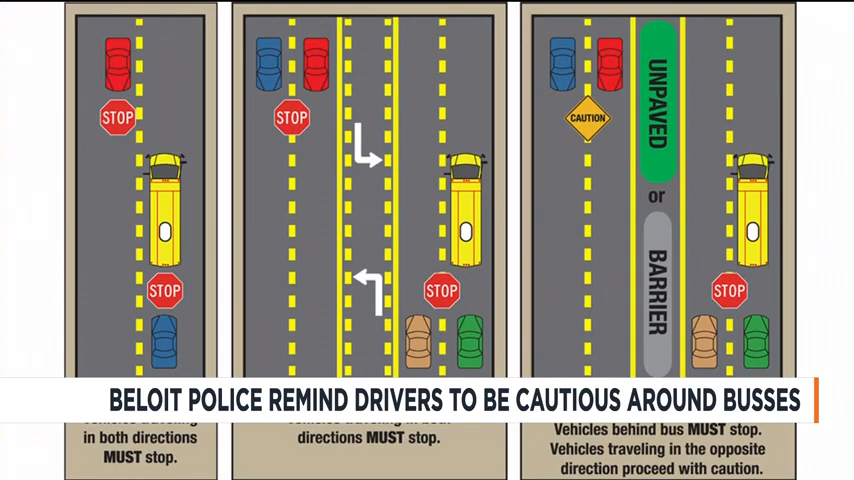 STOP
STOP
in both directions
MUST stop.
STOP
STOP
directions MUST stop.
CAUTION
UNPAVED
or
BARRIER
STOP
Vehicles behind bus MUST stop.
Vehicles traveling in the opposite
direction proceed with caution.
BELOIT POLICE REMIND DRIVERS TO BE CAUTIOUS AROUND BUSSES